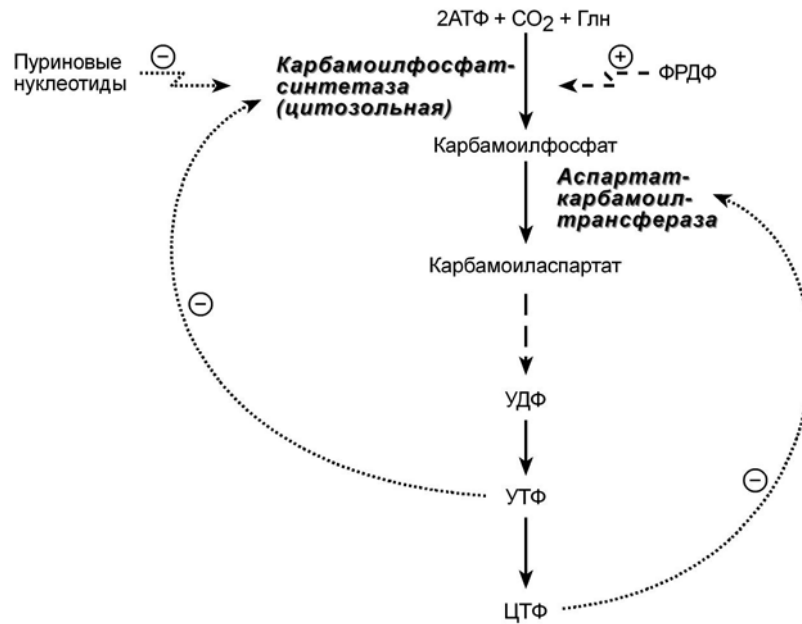 2АТФ + CO₂ + Глн
Пуриновые
нуклеотиды
−
Карбамоилфосфат-
синтетаза
(цитозольная)
+
ФРДФ
Карбамоилфосфат
Аспартат-
карбамоил-
трансфераза
Карбамоиласпартат
−
УДФ
УТФ
−
ЦТФ